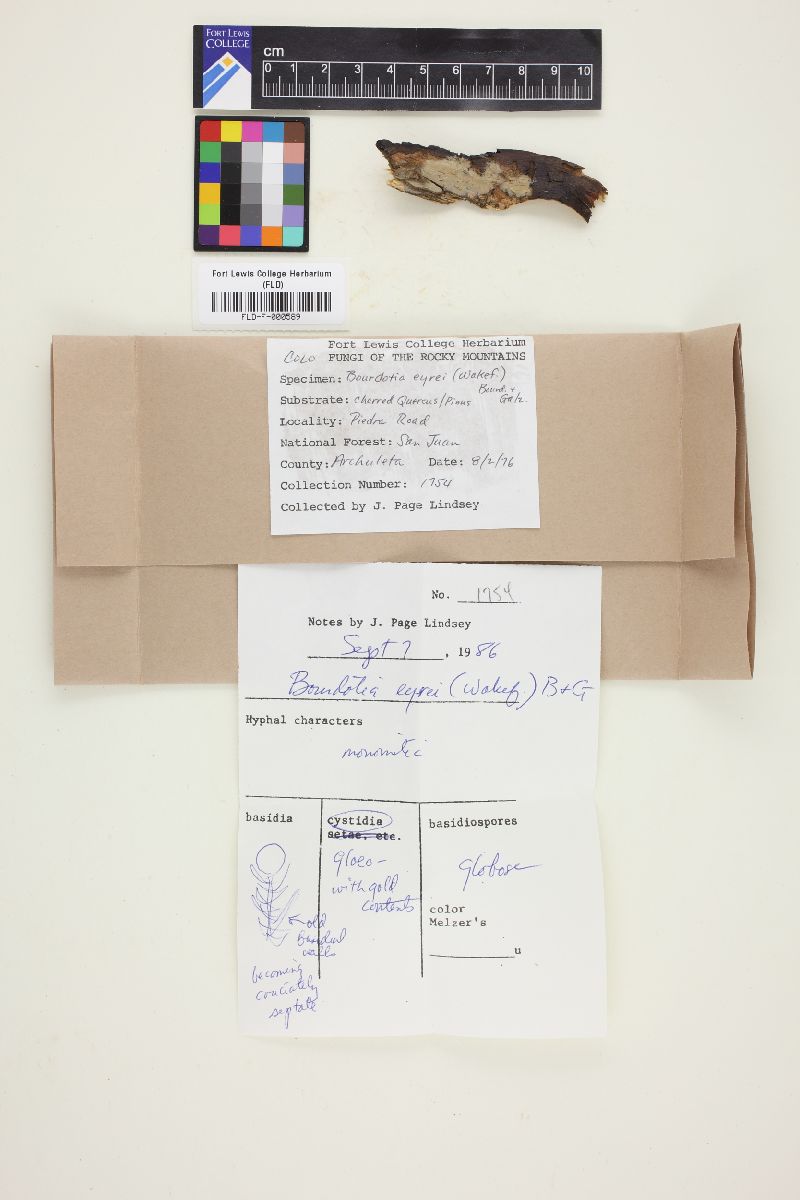 FORT LEWIS
COLLEGE
cm
0 1 2 3 4 5 6 7 8 9 10
Fort Lewis College Herbarium
(FLD)
FLD-F-000589
Fort Lewis College Herbarium
COLO FUNGI OF THE ROCKY MOUNTAINS
Specimen: Bourdotia eyrei (Wakef.)
Bourd. +
Substrate: charred Quercus/Pinus Galz.
Locality: Piedra Road
National Forest: San Juan
County: Archuleta Date: 8/2/76
Collection Number: 1754
Collected by J. Page Lindsey
No. 1754
Notes by J. Page Lindsey
Sept 7, 1986
Bourdotia eyrei (Wakef.) B+G
Hyphal characters
monomitic
basidia
cystidia
setae, etc.
basidiospores
gloeo-
with gold
contents
globose
color
Melzer's
u
old
basidial
walls
becoming
cruciately
septate